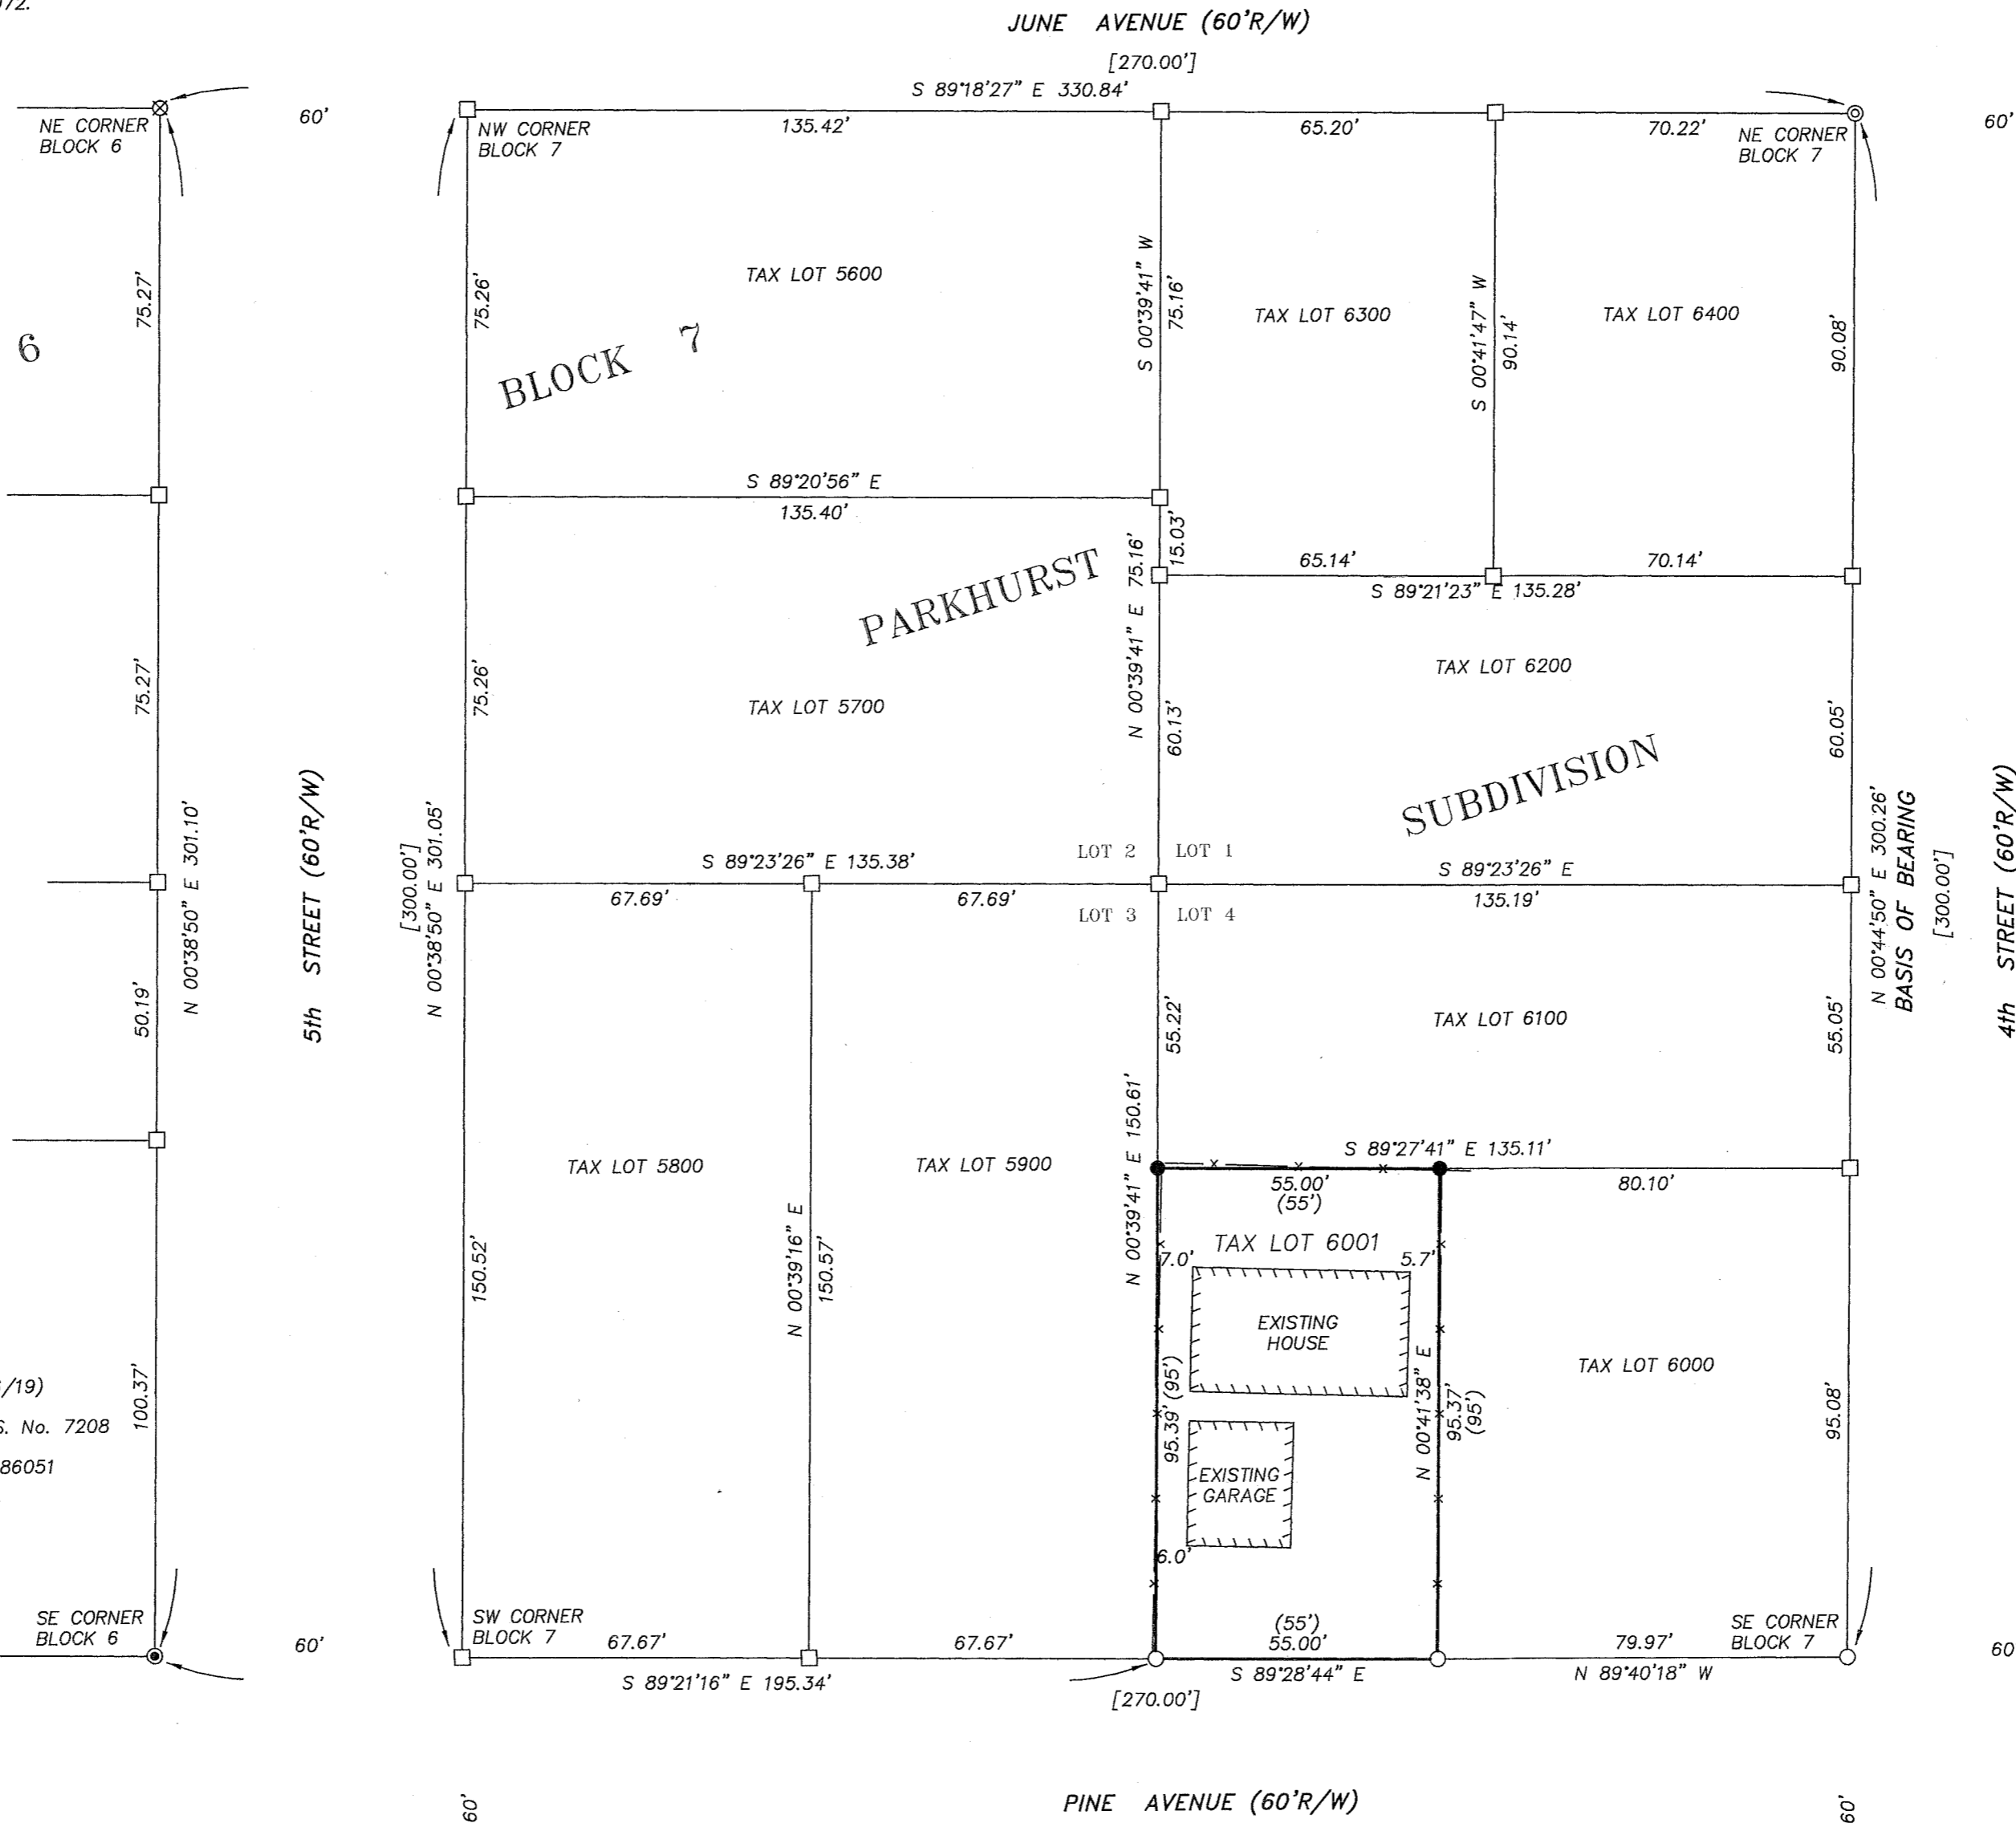 072.
JUNE AVENUE (60'R/W)
[270.00']
S 89°18'27" E 330.84'
NE CORNER
BLOCK 6
60'
NW CORNER
BLOCK 7
135.42'
65.20'
70.22'
NE CORNER
BLOCK 7
60'
75.27'
75.26'
TAX LOT 5600
S 00°39'41" W
75.16'
TAX LOT 6300
S 00°41'47" W
90.14'
TAX LOT 6400
90.08'
6
BLOCK 7
S 89°20'56" E
135.40'
15.03'
N 00°39'41" E 75.16'
65.14'
70.14'
S 89°21'23" E 135.28'
PARKHURST
75.27'
75.26'
TAX LOT 5700
60.13'
TAX LOT 6200
60.05'
SUBDIVISION
N 00°38'50" E 301.10'
5th STREET (60'R/W)
[300.00']
N 00°38'50" E 301.05'
LOT 2
LOT 1
S 89°23'26" E 135.38'
67.69'
67.69'
LOT 3
LOT 4
S 89°23'26" E
135.19'
N 00°44'50" E 300.26'
BASIS OF BEARING
[300.00']
4th STREET (60'R/W)
50.19'
55.22'
TAX LOT 6100
55.05'
N 00°39'41" E 150.61'
S 89°27'41" E 135.11'
TAX LOT 5800
TAX LOT 5900
55.00'
(55')
80.10'
150.52'
N 00°39'16" E
150.57'
TAX LOT 6001
7.0'
5.7'
EXISTING
HOUSE
TAX LOT 6000
/19)
S. No. 7208
86051
100.37'
95.39' (95')
N 00°41'38" E
95.37'
(95')
95.08'
EXISTING
GARAGE
6.0'
SE CORNER
BLOCK 6
60'
SW CORNER
BLOCK 7
67.67'
67.67'
(55')
55.00'
79.97'
SE CORNER
BLOCK 7
60
S 89°21'16" E 195.34'
S 89°28'44" E
N 89°40'18" W
[270.00']
60'
PINE AVENUE (60'R/W)
60'